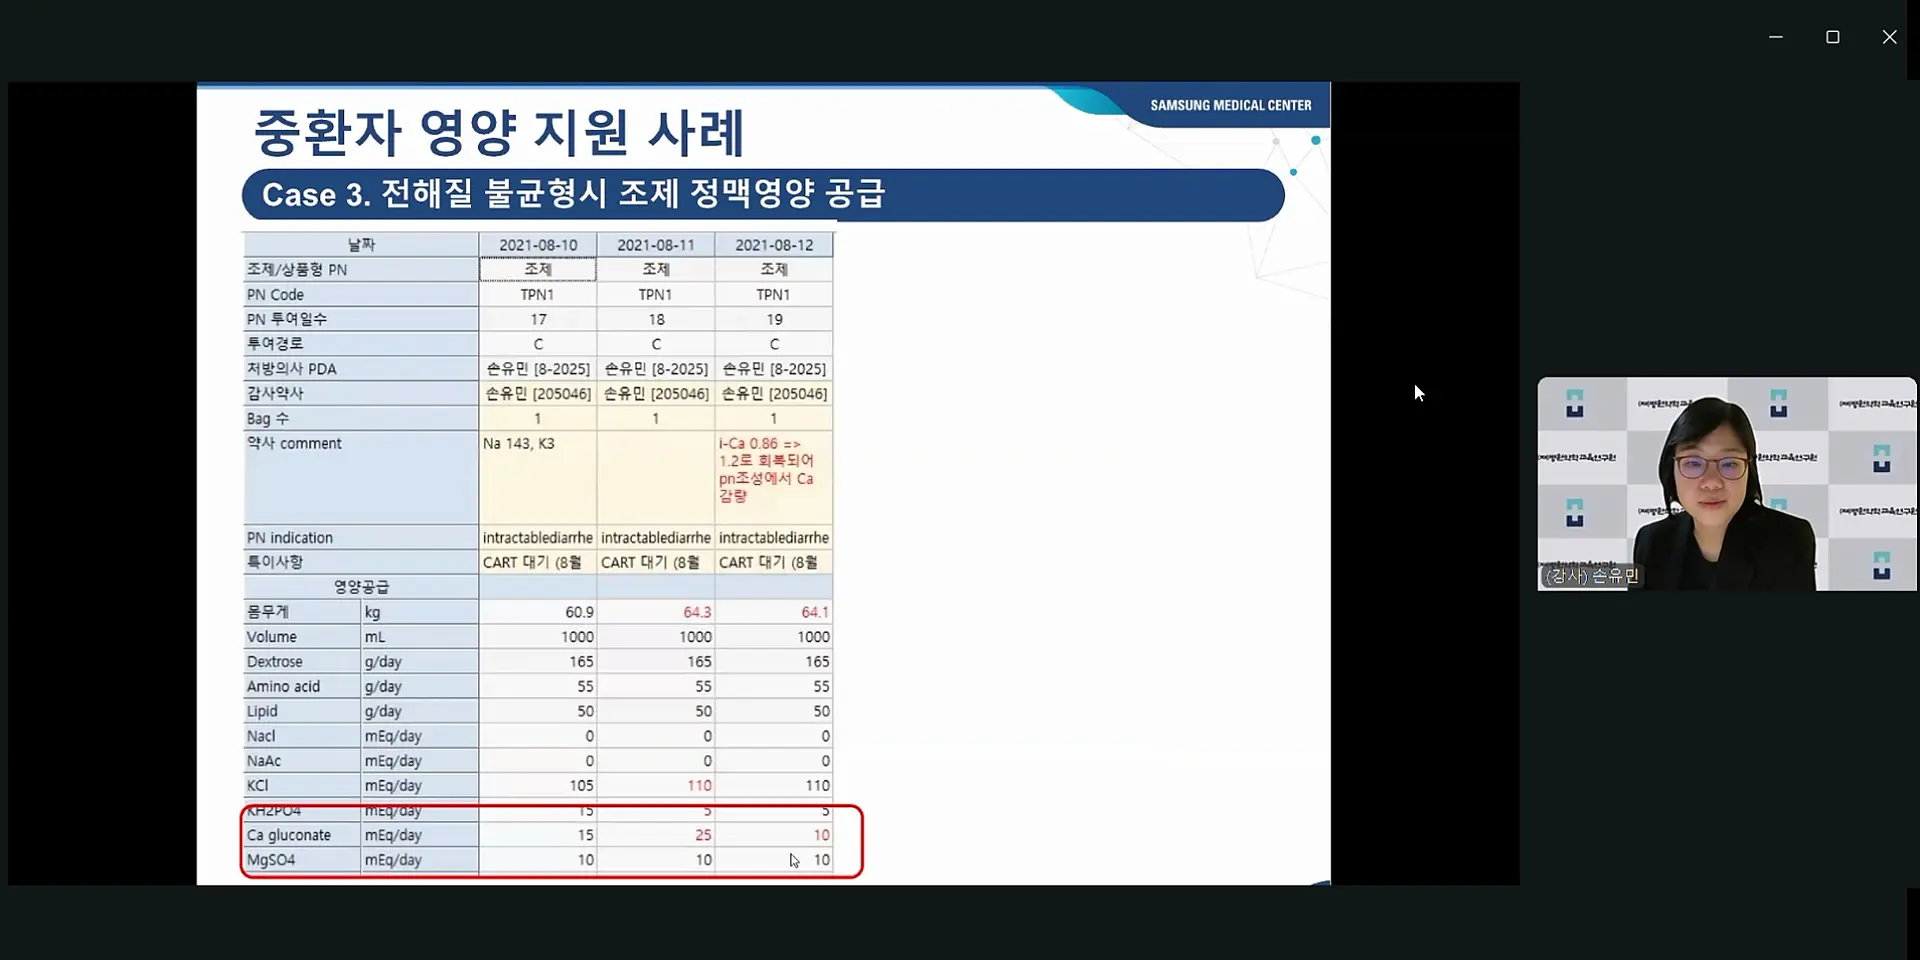 SAMSUNG MEDICAL CENTER
중환자 영양 지원 사례
Case 3. 전해질 불균형시 조제 정맥영양 공급
날짜 2021-08-10 2021-08-11 2021-08-12
조제/상품형 PN 조제 조제 조제
PN Code TPN1 TPN1 TPN1
PN 투여일수 17 18 19
투여경로 C C C
처방의사 PDA 손유민 [8-2025] 손유민 [8-2025] 손유민 [8-2025]
감사약사 손유민 [205046] 손유민 [205046] 손유민 [205046]
Bag 수 1 1 1
약사 comment Na 143, K3 i-Ca 0.86 =>
1.2로 회복되어
pn조성에서 Ca
감량
PN indication intractablediarrhe intractablediarrhe intractablediarrhe
특이사항 CART 대기 (8월 CART 대기 (8월 CART 대기 (8월
영양공급
몸무게 kg 60.9 64.3 64.1
Volume mL 1000 1000 1000
Dextrose g/day 165 165 165
Amino acid g/day 55 55 55
Lipid g/day 50 50 50
Nacl mEq/day 0 0 0
NaAc mEq/day 0 0 0
KCl mEq/day 105 110 110
KH2PO4 mEq/day 15 5 5
Ca gluconate mEq/day 15 25 10
MgSO4 mEq/day 10 10 10
(강사) 손유민